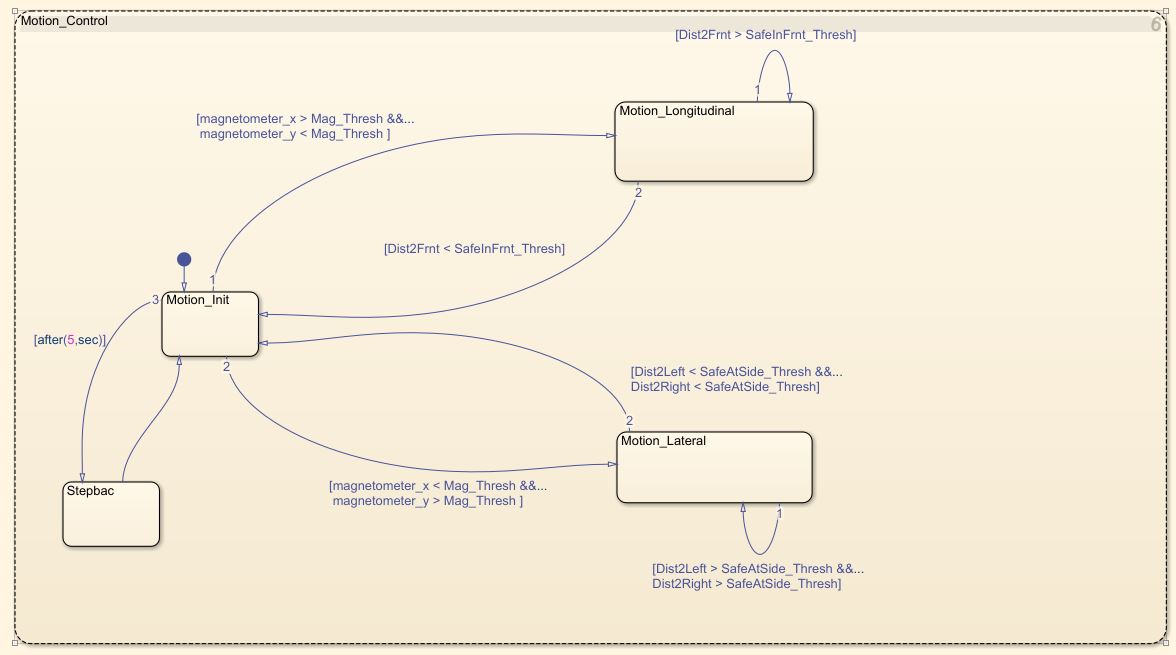 Motion_Control
6
[Dist2Frnt > SafeInFrnt_Thresh]
1
Motion_Longitudinal
[magnetometer_x > Mag_Thresh &&...
magnetometer_y < Mag_Thresh ]
2
[Dist2Frnt < SafeInFrnt_Thresh]
1
3
Motion_Init
[after(5,sec)]
2
[Dist2Left < SafeAtSide_Thresh &&...
Dist2Right < SafeAtSide_Thresh]
2
Motion_Lateral
[magnetometer_x < Mag_Thresh &&...
magnetometer_y > Mag_Thresh ]
Stepbac
1
[Dist2Left > SafeAtSide_Thresh &&...
Dist2Right > SafeAtSide_Thresh]